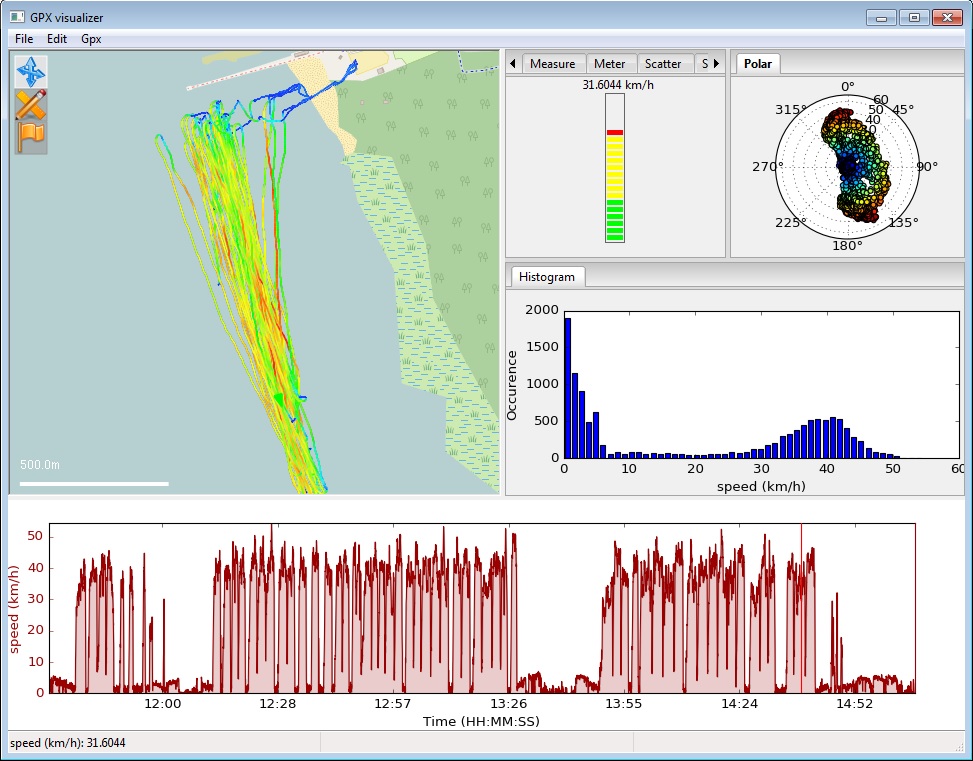 GPX visualizer
File Edit Gpx
Measure Meter Scatter S
31.6044 km/h
Polar
0°
45°
90°
135°
180°
225°
270°
315°
60
50
40
500.0m
Histogram
2000
1500
1000
500
0
Occurence
0 10 20 30 40 50 60
speed (km/h)
50
40
30
20
10
0
speed (km/h)
12:00 12:28 12:57 13:26 13:55 14:24 14:52
Time (HH:MM:SS)
speed (km/h): 31.6044